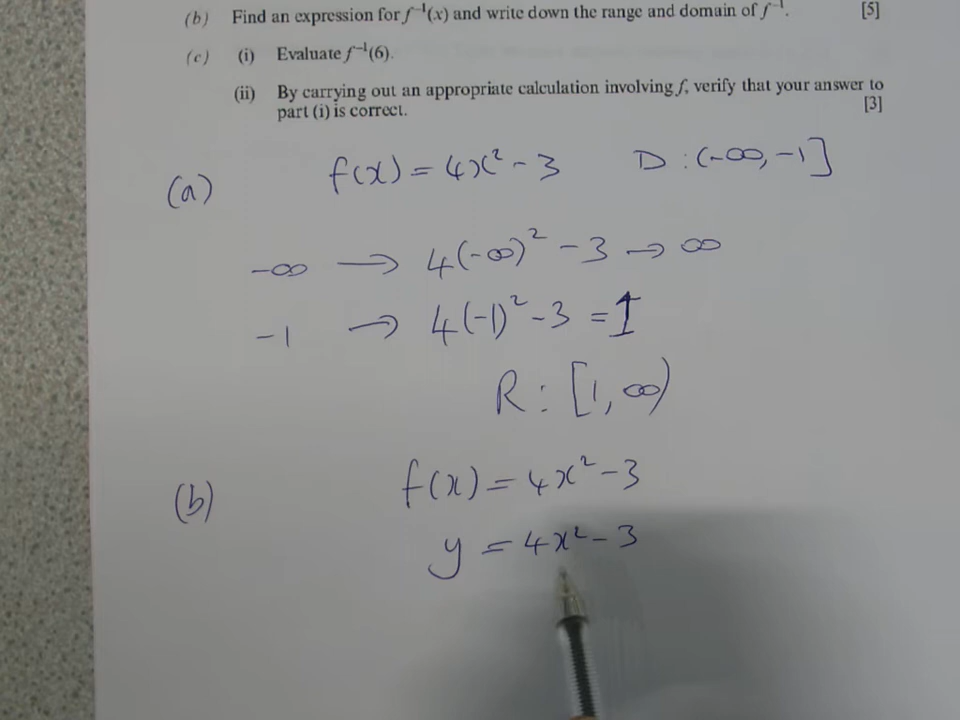 (b) Find an expression for f⁻¹(x) and write down the range and domain of f⁻¹. [5]
(c) (i) Evaluate f⁻¹(6).
(ii) By carrying out an appropriate calculation involving f, verify that your answer to
part (i) is correct. [3]
(a) f(x) = 4x² - 3 D : (-∞, -1]
-∞ → 4(-∞)² - 3 → ∞
-1 → 4(-1)² - 3 = 1
R : [1, ∞)
(b) f(x) = 4x² - 3
y = 4x² - 3